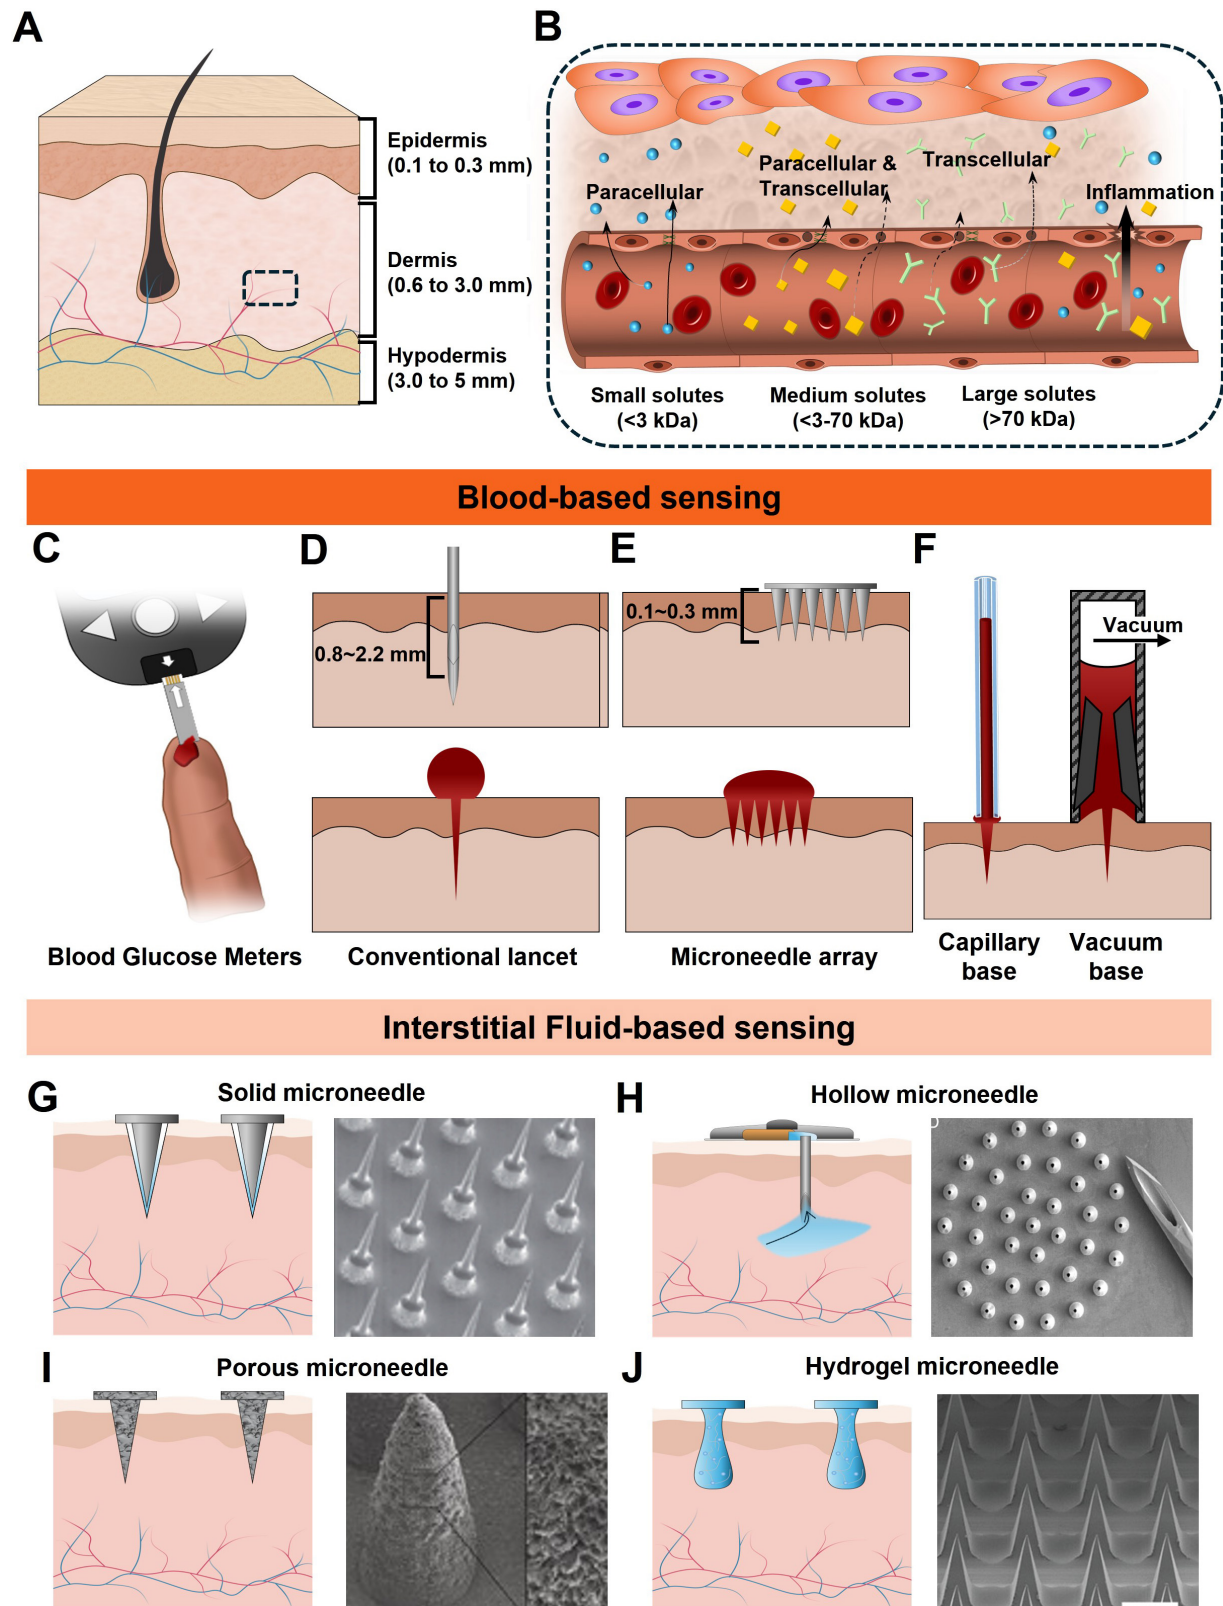 A
B
Epidermis
(0.1 to 0.3 mm)
Dermis
(0.6 to 3.0 mm)
Hypodermis
(3.0 to 5 mm)
Paracellular
Paracellular &
Transcellular
Transcellular
Inflammation
Small solutes
(<3 kDa)
Medium solutes
(<3-70 kDa)
Large solutes
(>70 kDa)
Blood-based sensing
C
D
E
F
0.8~2.2 mm
0.1~0.3 mm
Vacuum
Blood Glucose Meters
Conventional lancet
Microneedle array
Capillary
base
Vacuum
base
Interstitial Fluid-based sensing
G
Solid microneedle
H
Hollow microneedle
I
Porous microneedle
J
Hydrogel microneedle